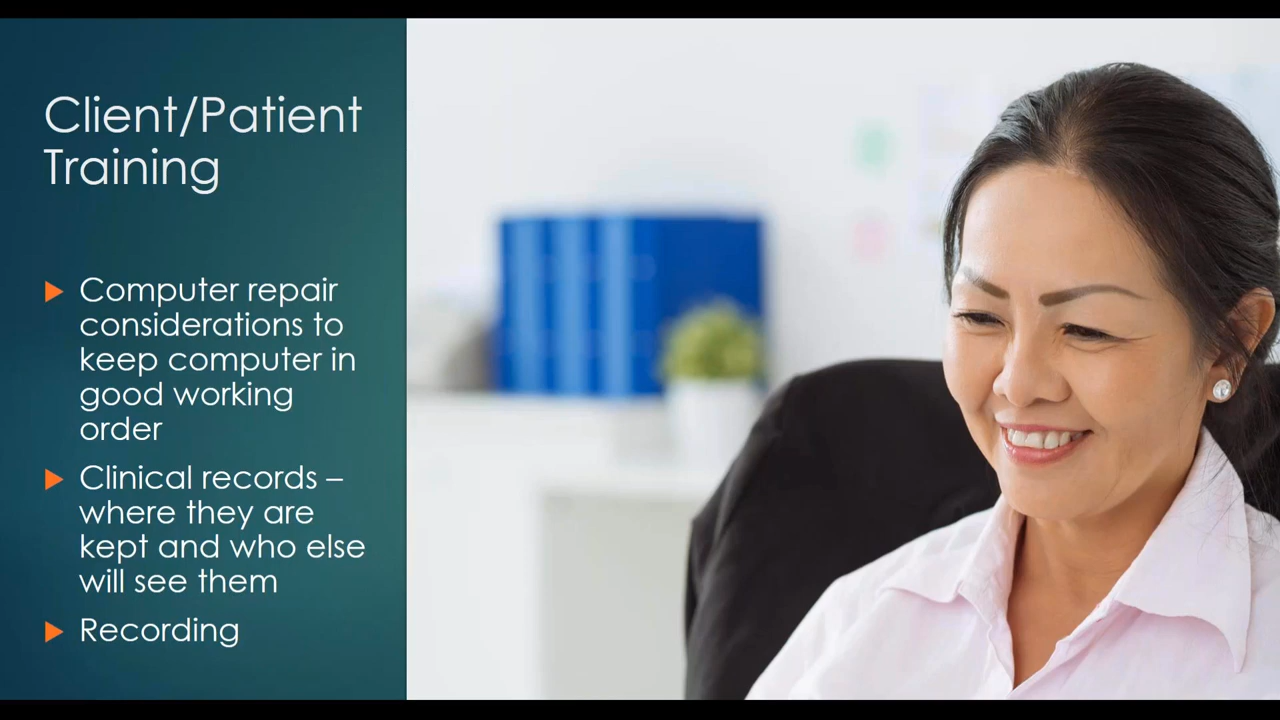 Client/Patient
Training
Computer repair
considerations to
keep computer in
good working
order
Clinical records –
where they are
kept and who else
will see them
Recording